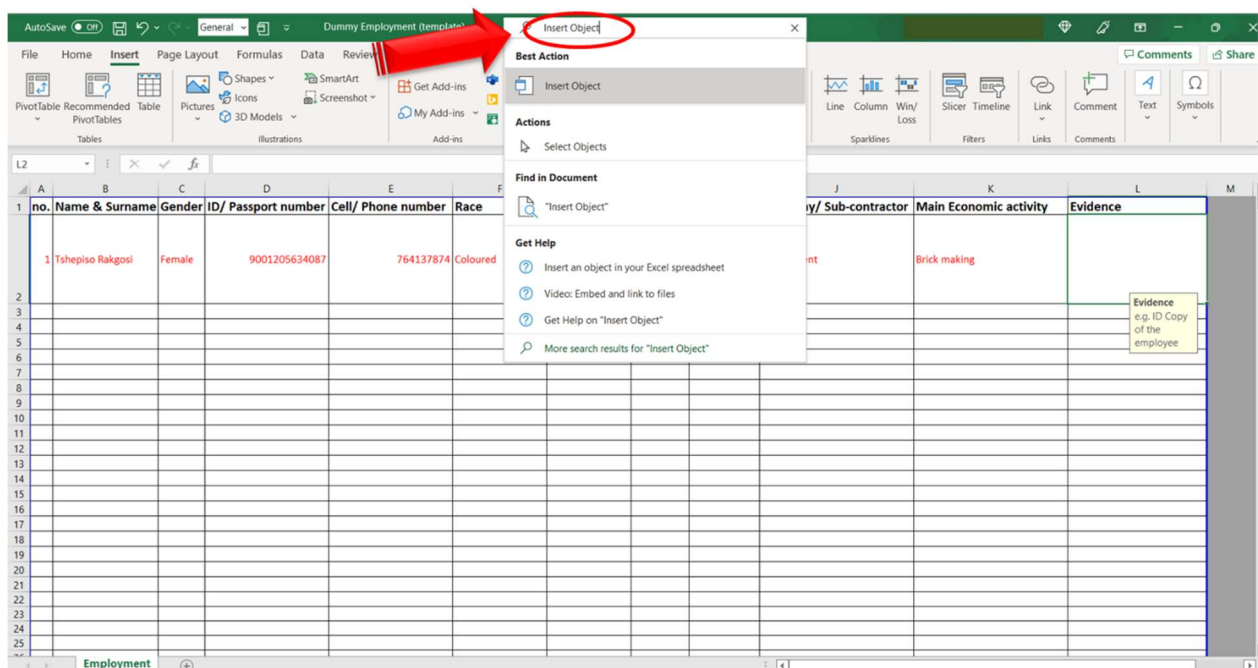 AutoSave Off General Dummy Employment (template) Insert Object
File Home Insert Page Layout Formulas Data Review Comments Share
PivotTable Recommended PivotTables Table Pictures Shapes Icons 3D Models SmartArt Screenshot Get Add-ins My Add-ins Line Column Win/ Loss Slicer Timeline Link Comment Text Symbols
Tables Illustrations Add-ins Sparklines Filters Links Comments
Best Action
Insert Object
Actions
Select Objects
Find in Document
"Insert Object"
Get Help
Insert an object in your Excel spreadsheet
Video: Embed and link to files
Get Help on "Insert Object"
More search results for "Insert Object"
L2 fx
A B C D E F J K L M
1 no. Name & Surname Gender ID/ Passport number Cell/ Phone number Race y/ Sub-contractor Main Economic activity Evidence
2 1 Tshepiso Rakgosi Female 9001205634087 764137874 Coloured nt Brick making
Evidence
e.g. ID Copy
of the
employee
3
4
5
6
7
8
9
10
11
12
13
14
15
16
17
18
19
20
21
22
23
24
25
Employment